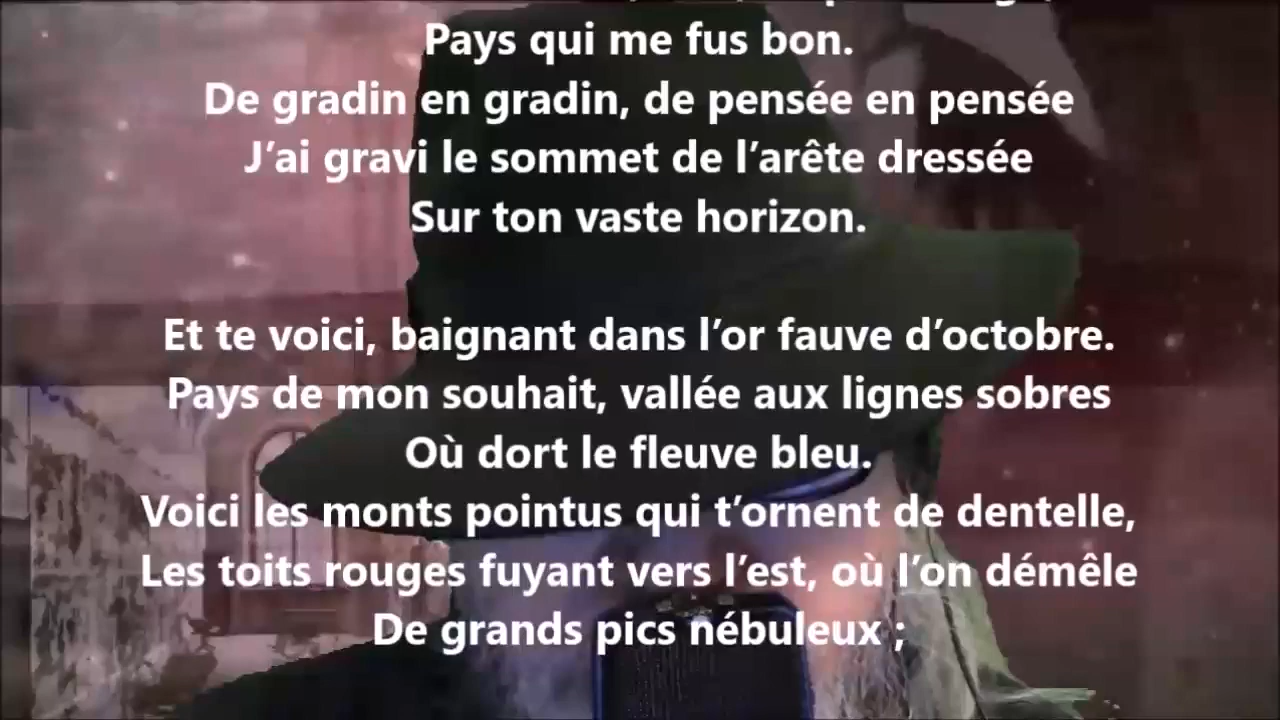 Pays qui me fus bon.
De gradin en gradin, de pensée en pensée
J’ai gravi le sommet de l’arête dressée
Sur ton vaste horizon.
Et te voici, baignant dans l’or fauve d’octobre.
Pays de mon souhait, vallée aux lignes sobres
Où dort le fleuve bleu.
Voici les monts pointus qui t’ornent de dentelle,
Les toits rouges fuyant vers l’est, où l’on démêle
De grands pics nébuleux ;